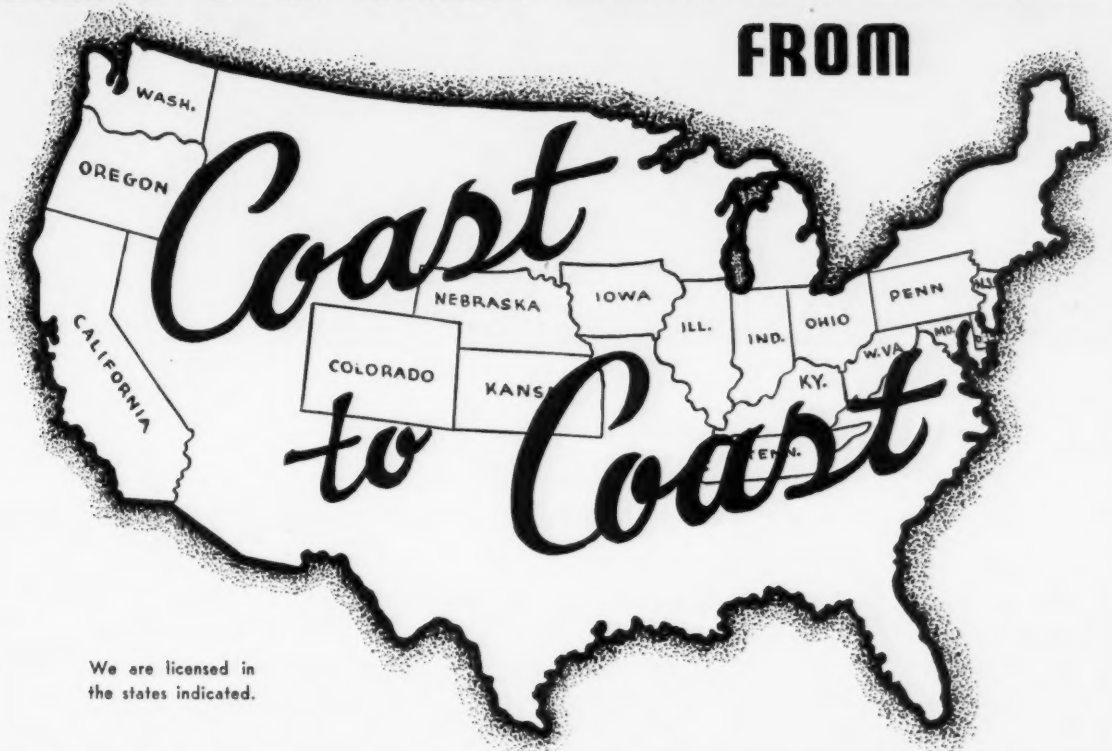 FROM
Coast
to Coast
WASH.
OREGON
CALIFORNIA
NEBRASKA
IOWA
COLORADO
KANSAS
ILL.
IND.
OHIO
PENN
N.J.
MD.
W.VA
KY.
TENN.
We are licensed in
the states indicated.